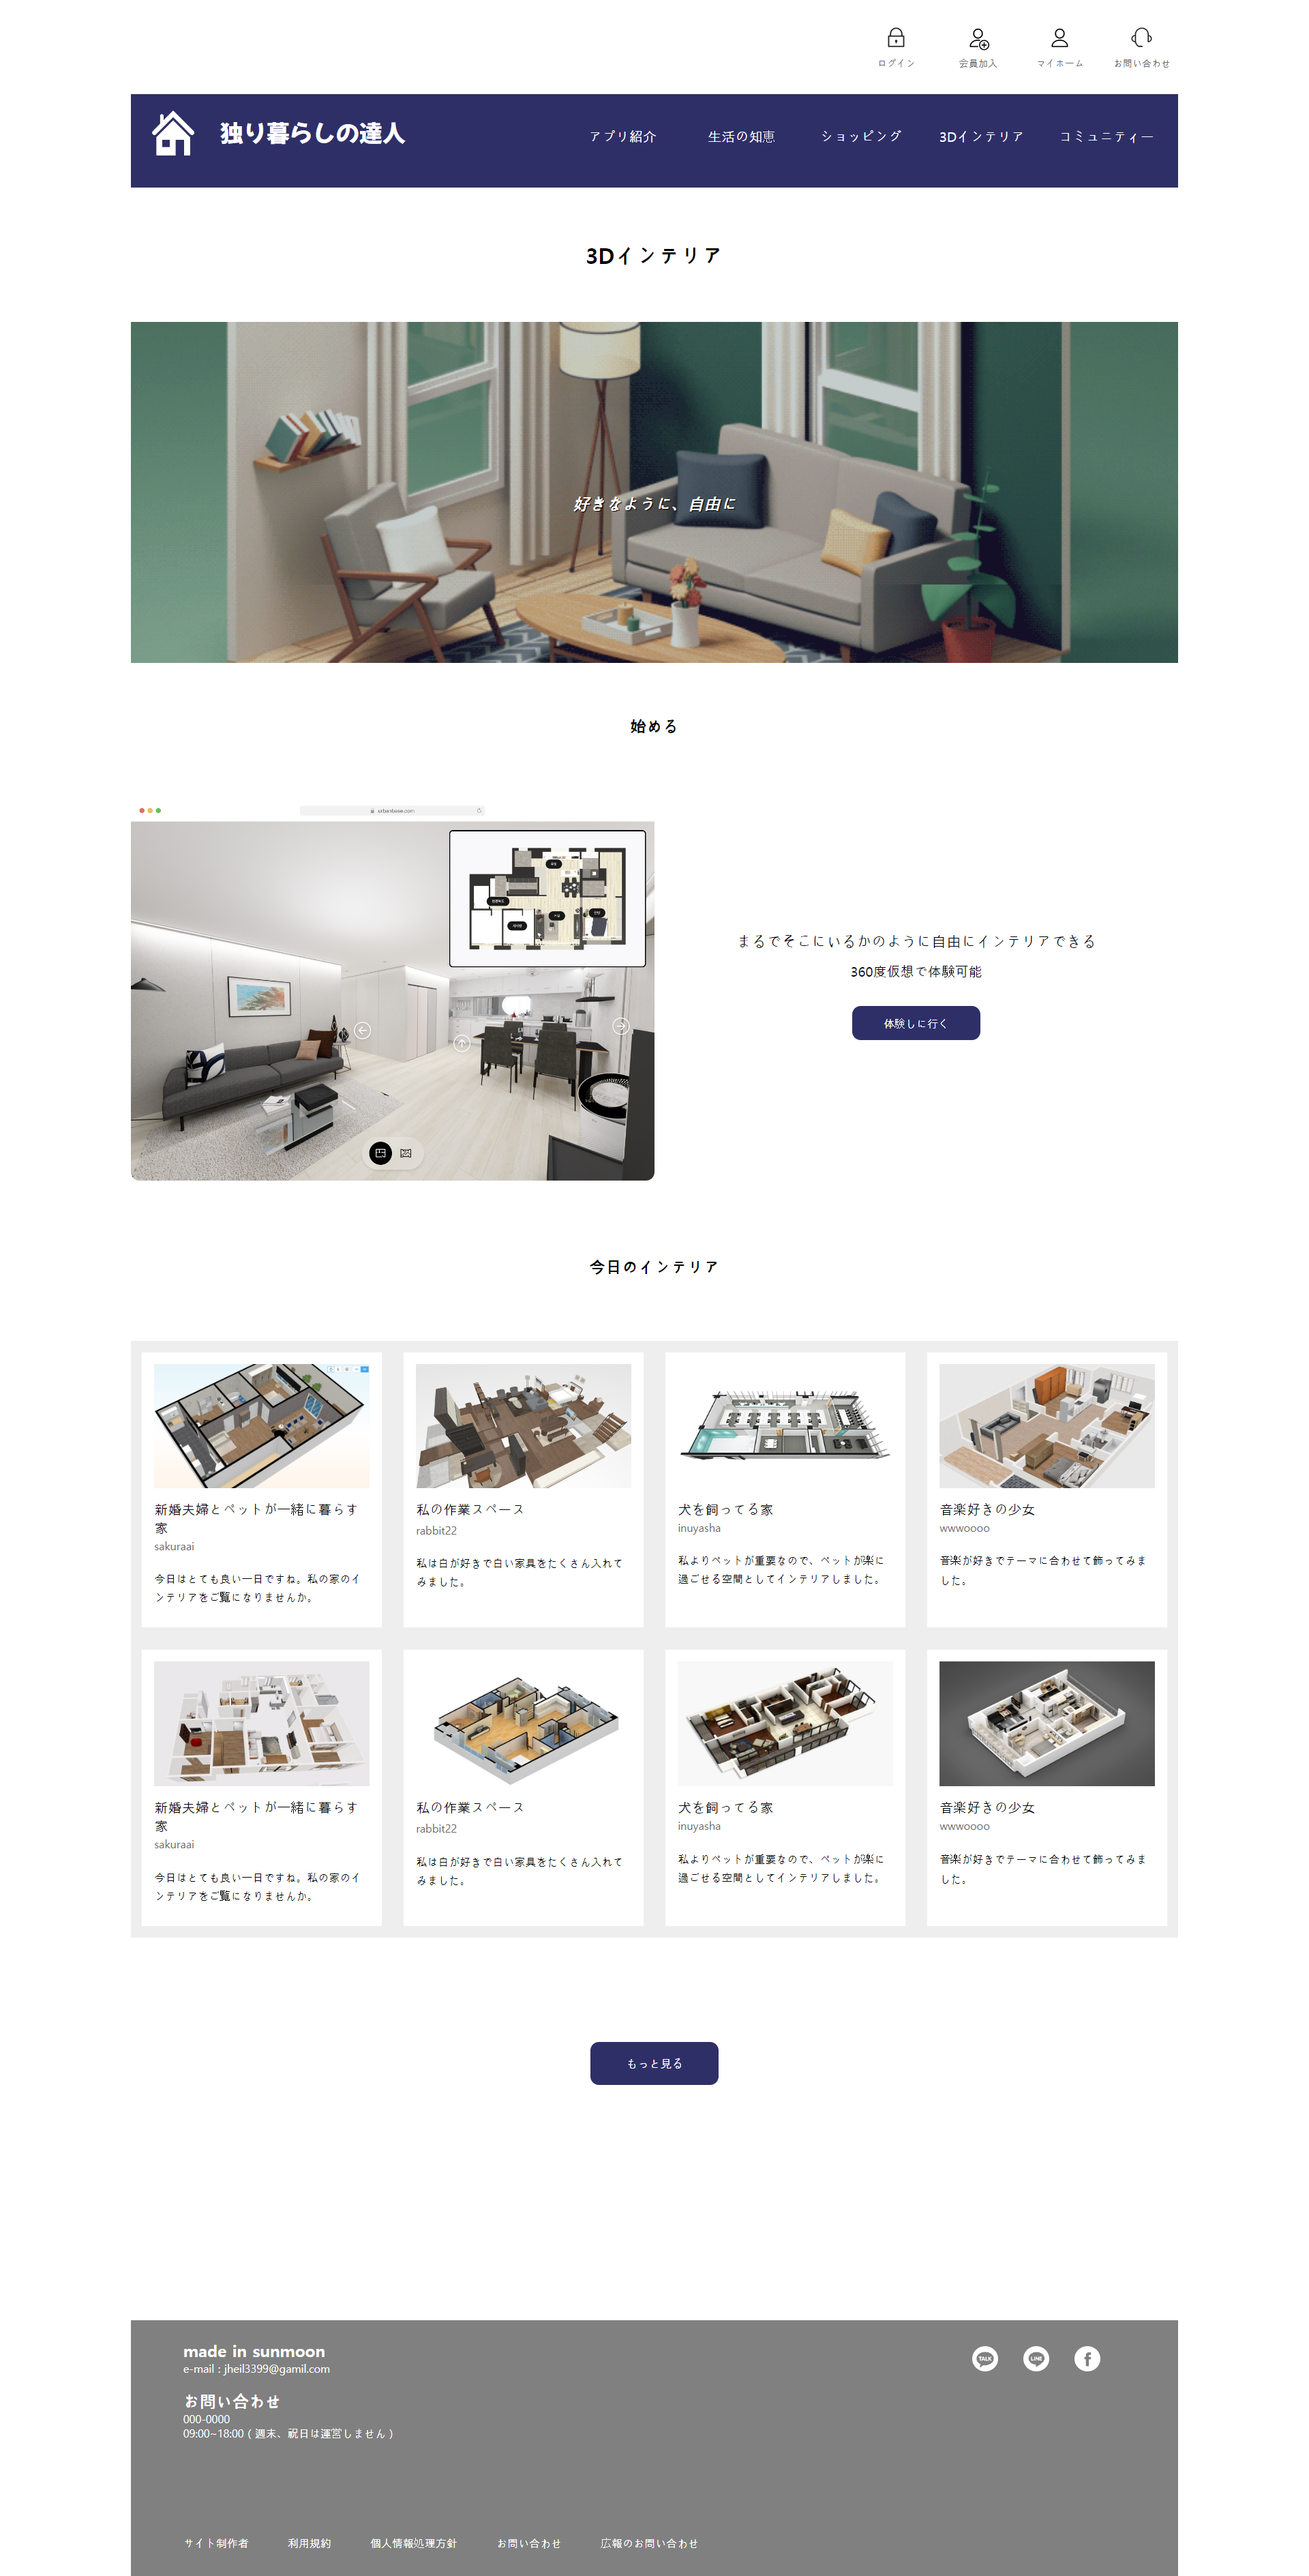 ログイン
会員加入
マイホーム
お問い合わせ
独り暮らしの達人
アプリ紹介
生活の知恵
ショッピング
3Dインテリア
コミュニティー
3Dインテリア
好きなように、自由に
始める
urbanbase.com
まるでそこにいるかのように自由にインテリアできる
360度仮想で体験可能
体験しに行く
今日のインテリア
新婚夫婦とペットが一緒に暮らす
家
sakuraai
今日はとても良い一日ですね。私の家のイ
ンテリアをご覧になりませんか。
私の作業スペース
rabbit22
私は白が好きで白い家具をたくさん入れて
みました。
犬を飼ってる家
inuyasha
私よりペットが重要なので、ペットが楽に
過ごせる空間としてインテリアしました。
音楽好きの少女
wwwoooo
音楽が好きでテーマに合わせて飾ってみま
した。
新婚夫婦とペットが一緒に暮らす
家
sakuraai
今日はとても良い一日ですね。私の家のイ
ンテリアをご覧になりませんか。
私の作業スペース
rabbit22
私は白が好きで白い家具をたくさん入れて
みました。
犬を飼ってる家
inuyasha
私よりペットが重要なので、ペットが楽に
過ごせる空間としてインテリアしました。
音楽好きの少女
wwwoooo
音楽が好きでテーマに合わせて飾ってみま
した。
もっと見る
made in sunmoon
e-mail : jheil3399@gamil.com
TALK
LINE
お問い合わせ
000-0000
09:00~18:00 ( 週末、祝日は運営しません )
サイト制作者
利用規約
個人情報処理方針
お問い合わせ
広報のお問い合わせ